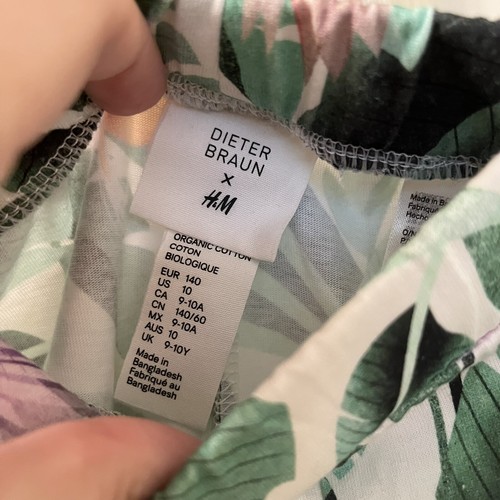 DIETER
BRAUN
×
H&M
ORGANIC COTTON
COTON
BIOLOGIQUE
EUR 140
US 10
CA 9-10A
CN 140/60
MX 9-10A
AUS 10
UK 9-10Y
Made in
Bangladesh
Fabriqué au
Bangladesh
Made in
Fabriqué